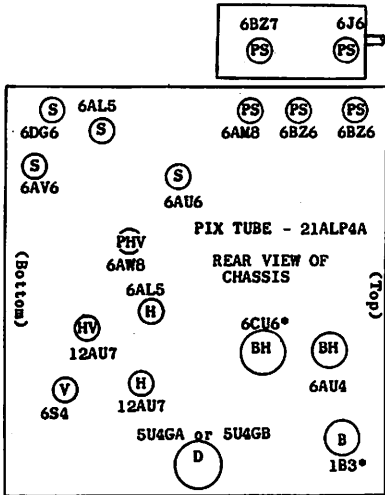 6BZ7 6J6
PS PS
6AL5
S PS PS PS
6DG6 S 6AM8 6BZ6 6BZ6
S
6AV6 S
6AU6
PHV PIX TUBE - 21ALP4A
6AW8 REAR VIEW OF
CHASSIS
(Bottom)
(Top)
6AL5
H 6CU6*
HV BH BH
12AU7
6AU4
V H
6S4 12AU7
5U4GA or 5U4GB
D B
1B3*